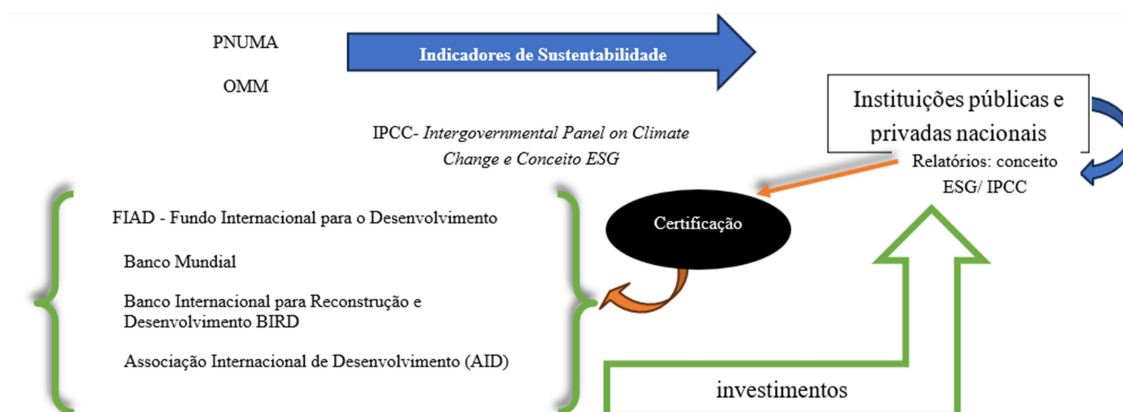 PNUMA
OMM
Indicadores de Sustentabilidade
IPCC- Intergovernmental Panel on Climate
Change e Conceito ESG
Instituições públicas e
privadas nacionais
Relatórios: conceito
ESG/ IPCC
Certificação
FIAD - Fundo Internacional para o Desenvolvimento
Banco Mundial
Banco Internacional para Reconstrução e
Desenvolvimento BIRD
Associação Internacional de Desenvolvimento (AID)
investimentos